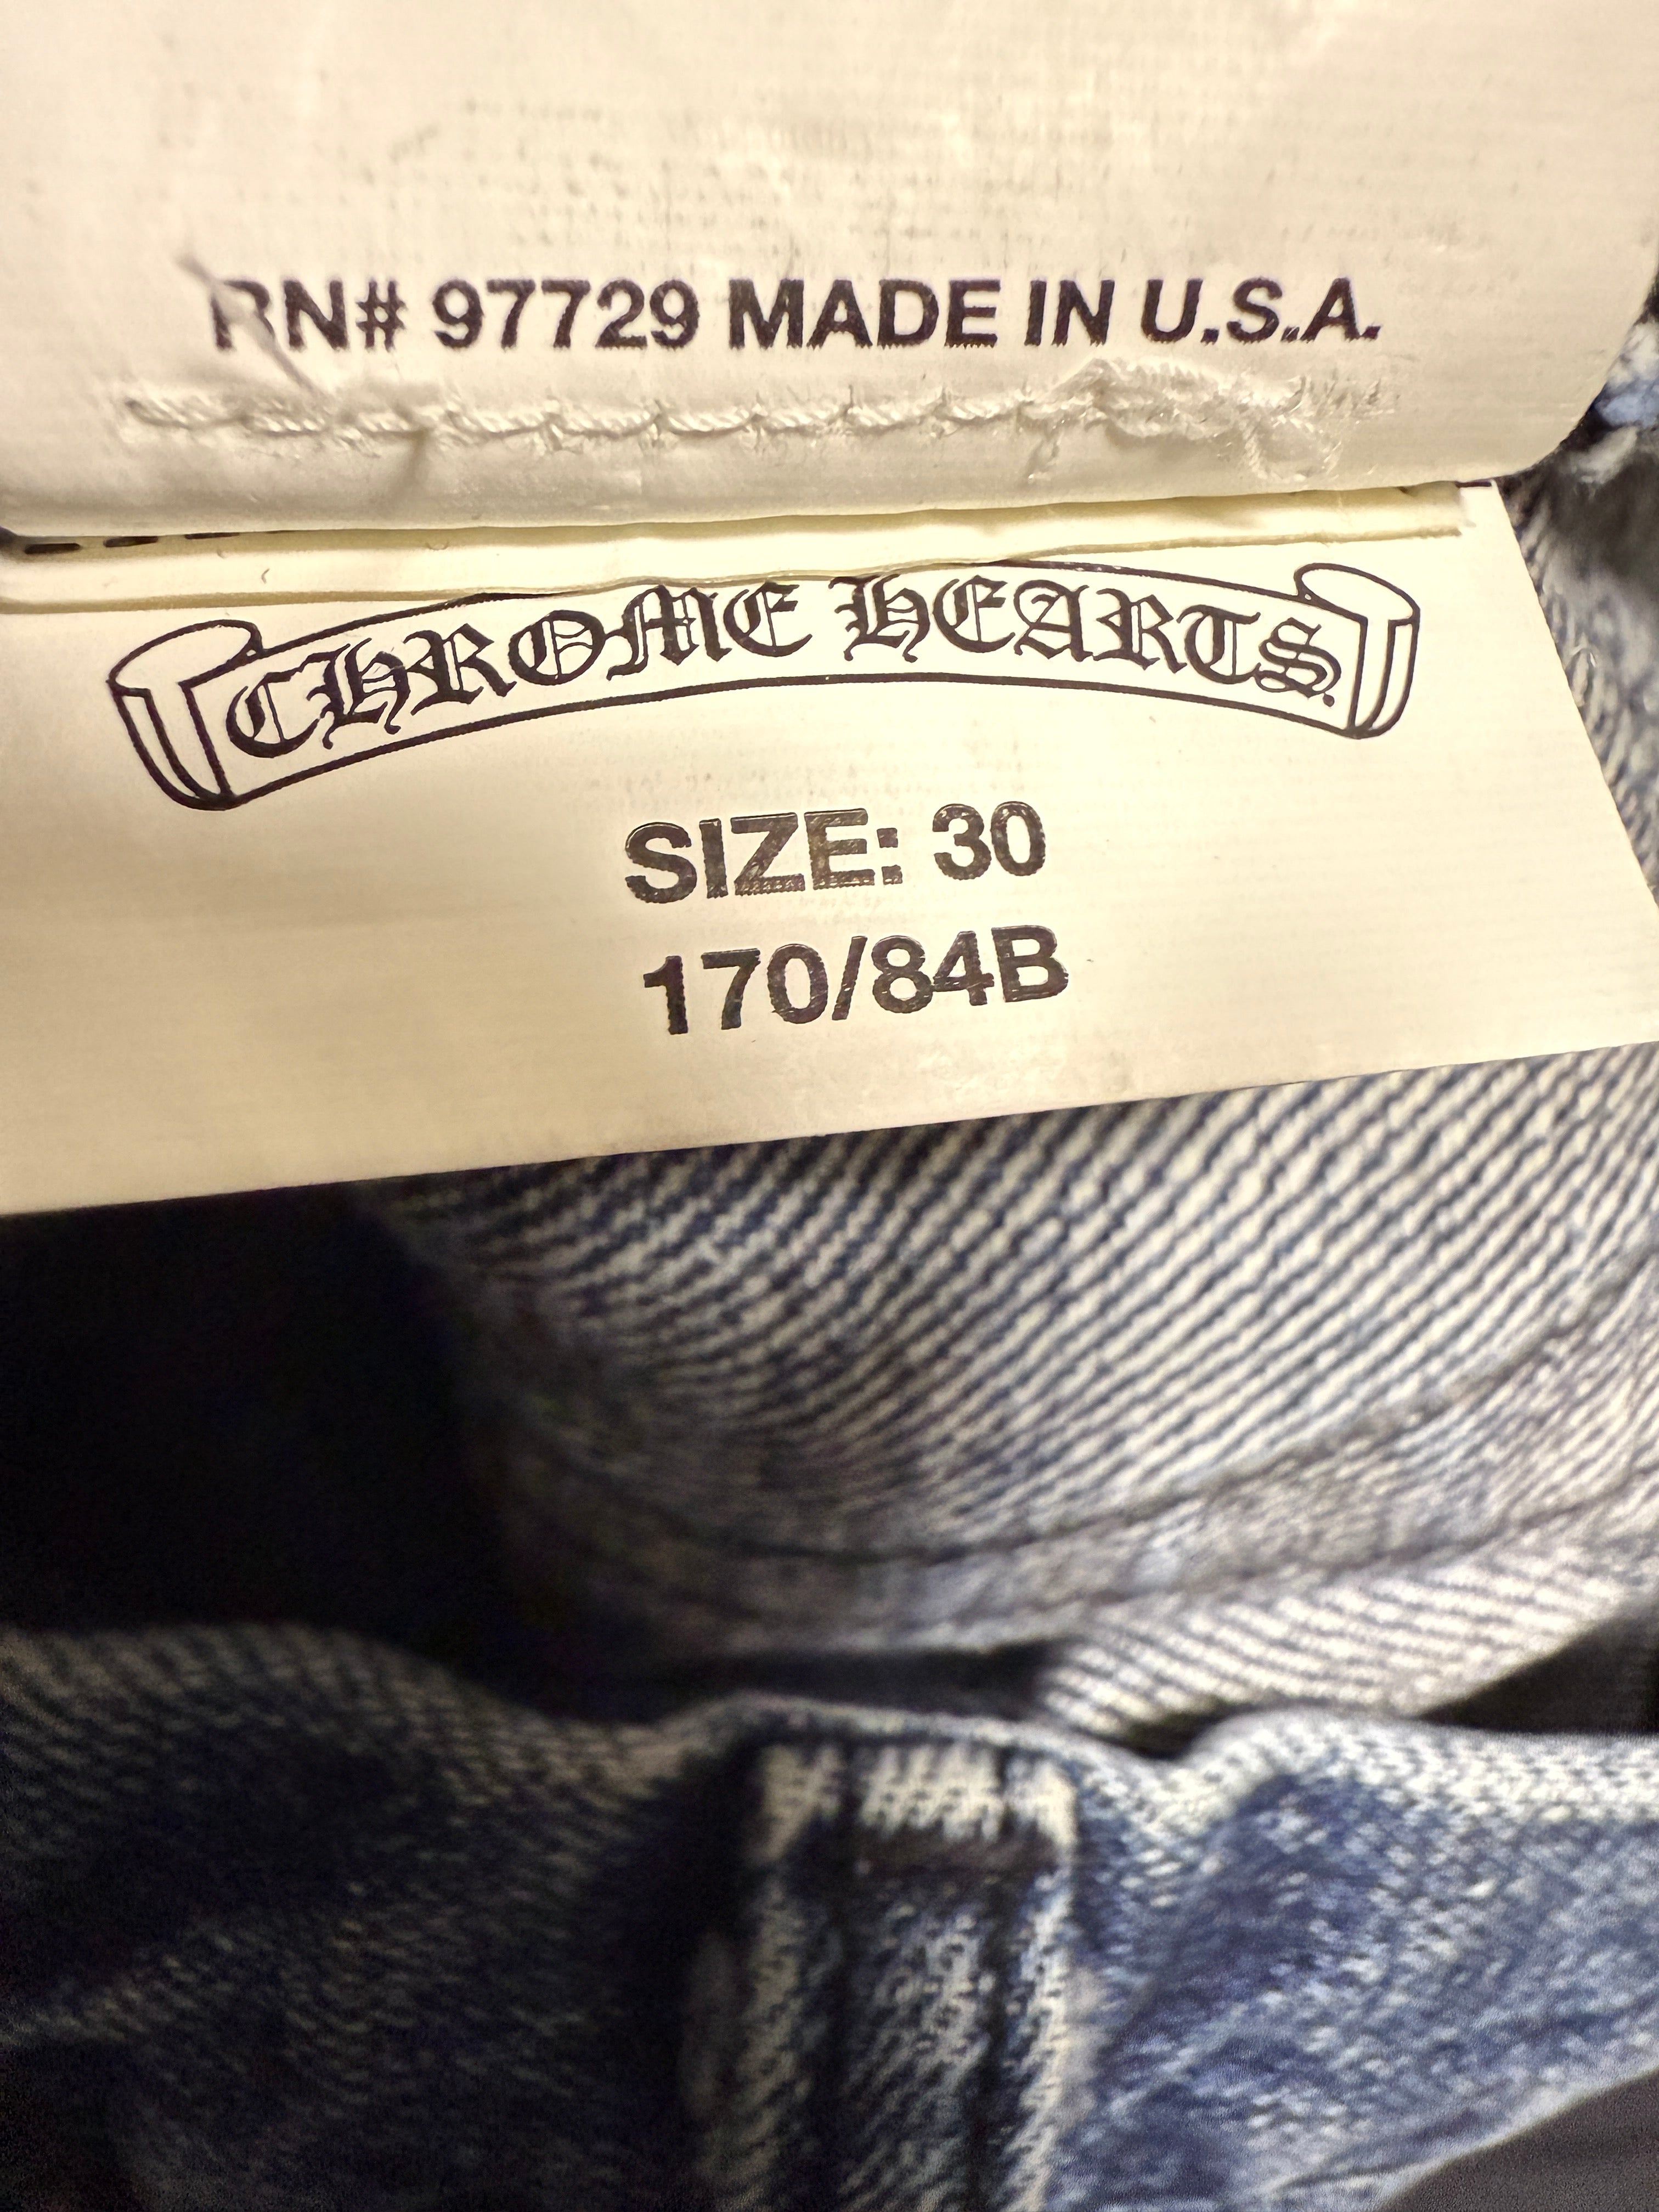 RN# 97729 MADE IN U.S.A.
CHROME HEARTS
SIZE: 30
170/84B